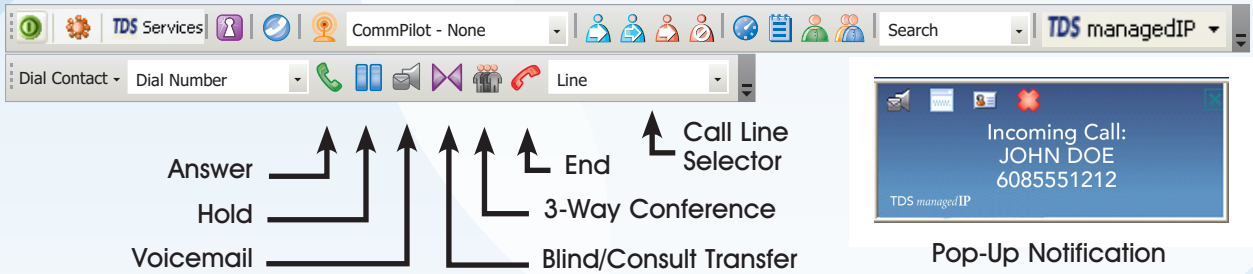 TDS Services CommPilot - None Search TDS managedIP
Dial Contact Dial Number Line
www.
Incoming Call:
JOHN DOE
6085551212
TDS managedIP
Answer
Hold
Voicemail
End
3-Way Conference
Blind/Consult Transfer
Call Line
Selector
Pop-Up Notification